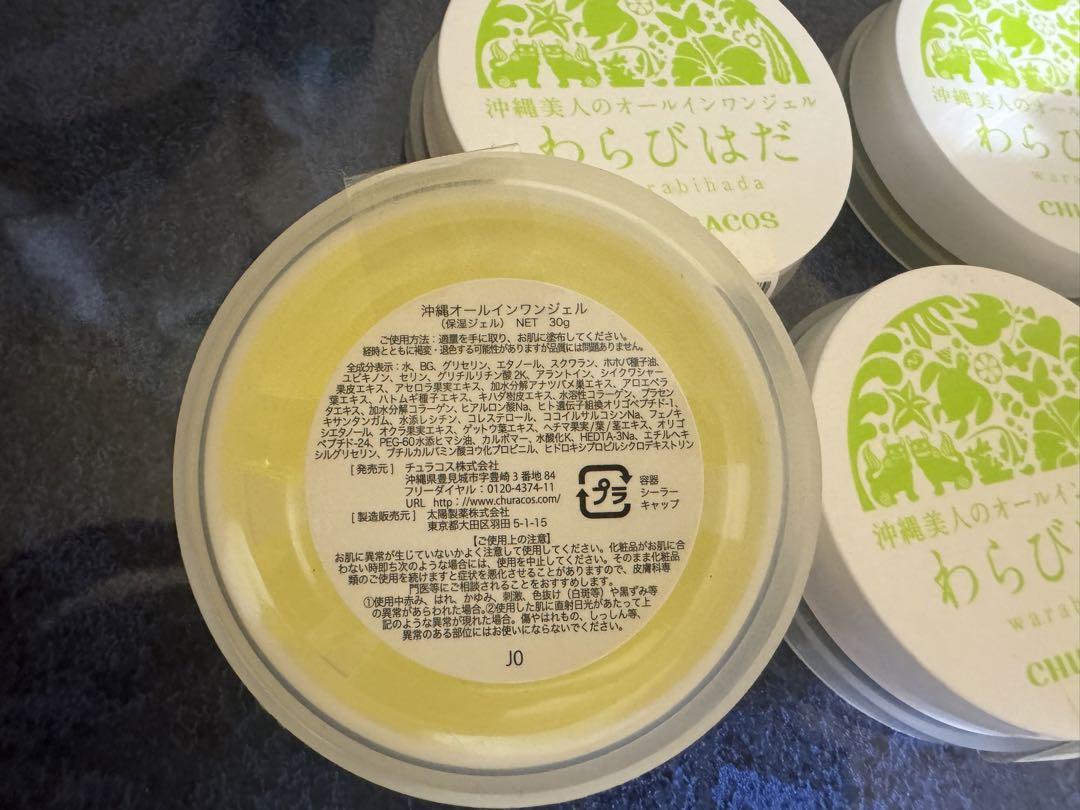 沖縄美人のオールインワンジェル
わらびはだ
warabihada
沖縄美人のオー
わらび
wara
CHU
沖縄オールインワンジェル
(保湿ジェル) NET 30g
ご使用方法:適量を手に取り、お肌に塗布してください。
経時とともに褐変・退色する可能性がありますが品質には問題ありません。
全成分表示:水、BG、グリセリン、エタノール、スクワラン、ホホバ種子油、
ユビキノン、セリン、グリチルリチン酸2K、アラントイン、シイクワシャー
果皮エキス、アセロラ果実エキス、加水分解アナツバメ巣エキス、アロエベラ
葉エキス、ハトムギ種子エキス、キハダ樹皮エキス、水溶性コラーゲン、プラセン
タエキス、加水分解コラーゲン、ヒアルロン酸Na、ヒト遺伝子組換オリゴペプチド-1、
キサンタンガム、水添レシチン、コレステロール、ココイルサルコシンNa、フェノキ
シエタノール、オクラ果実エキス、ゲットウ葉エキス、ヘチマ果実/葉/茎エキス、オリゴ
ペプチド-24、PEG-60水添ヒマシ油、カルボマー、水酸化K、HEDTA-3Na、エチルヘキ
シルグリセリン、ブチルカルバミン酸ヨウ化プロピニル、ヒドロキシプロピルシクロデキストリン
[発売元] チュラコス株式会社
沖縄県豊見城市字豊崎3番地84
フリーダイヤル:0120-4374-11
URL http://www.churacos.com/
[製造販売元]太陽製薬株式会社
東京都大田区羽田5-1-15
プラ
容器
シーラー
キャップ
【ご使用上の注意】
お肌に異常が生じていないかよく注意して使用してください。化粧品がお肌に合
わない時即ち次のような場合には、使用を中止してください。そのまま化粧品
類のご使用を続けますと症状を悪化させることがありますので、皮膚科専
門医等にご相談されることをおすすめします。
①使用中赤み、はれ、かゆみ、刺激、色抜け(白斑等)や黒ずみ等
の異常があらわれた場合。②使用した肌に直射日光があたって上
記のような異常が現れた場合。傷やはれもの、しっしん等、
異常のある部位にはお使いにならないでください。
J0
沖縄美人のオールイン
わらび
waral
CHU